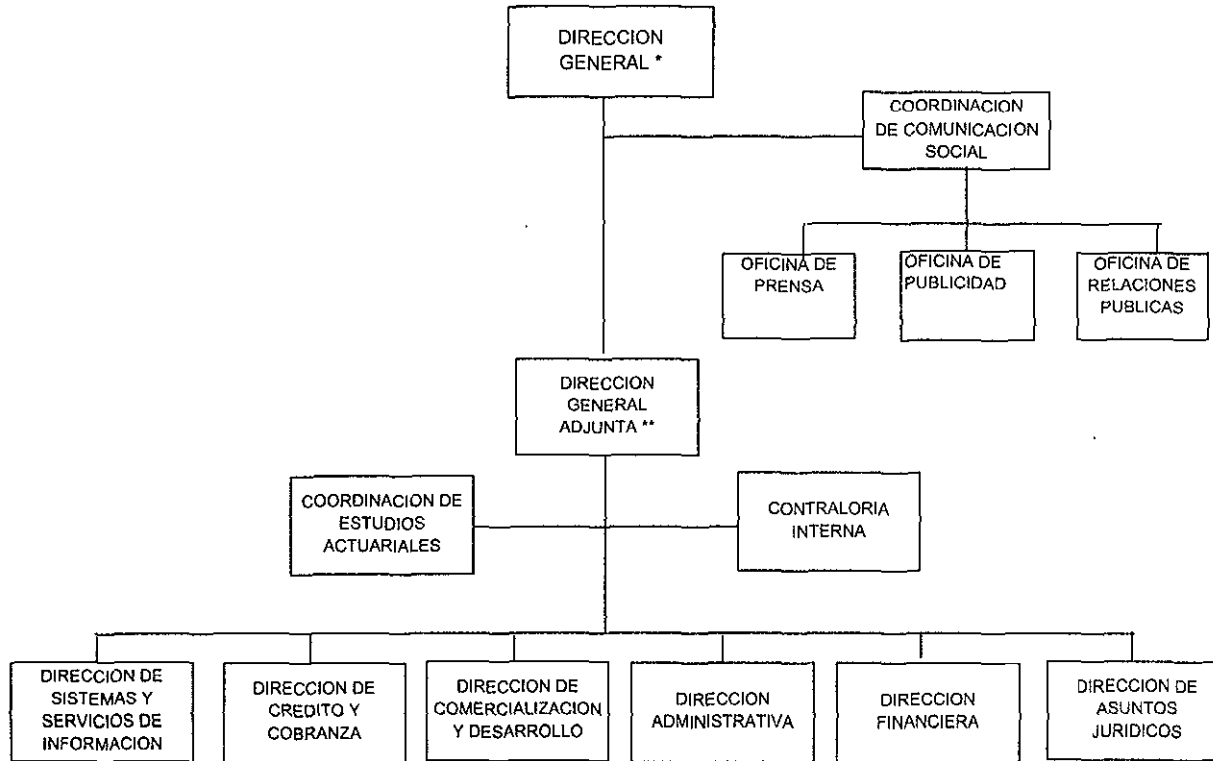 DIRECCION
GENERAL *
COORDINACION
DE COMUNICACION
SOCIAL
OFICINA DE
PRENSA
OFICINA DE
PUBLICIDAD
OFICINA DE
RELACIONES
PUBLICAS
DIRECCION
GENERAL
ADJUNTA **
COORDINACION DE
ESTUDIOS
ACTUARIALES
CONTRALORIA
INTERNA
DIRECCION DE
SISTEMAS Y
SERVICIOS DE
INFORMACION
DIRECCION DE
CREDITO Y
COBRANZA
DIRECCION DE
COMERCIALIZACION
Y DESARROLLO
DIRECCION
ADMINISTRATIVA
DIRECCION
FINANCIERA
DIRECCION DE
ASUNTOS
JURIDICOS